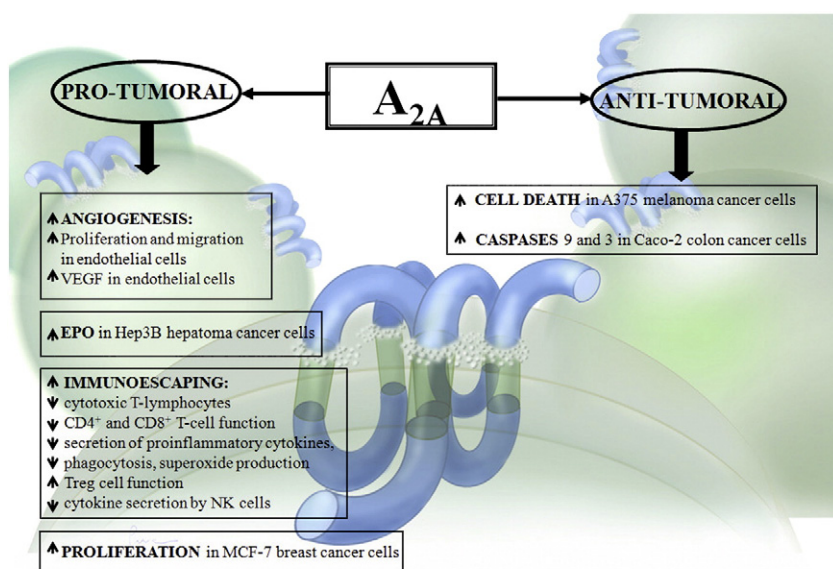 A2A
PRO-TUMORAL
ANTI-TUMORAL
↑ ANGIOGENESIS:
↑ Proliferation and migration
in endothelial cells
↑ VEGF in endothelial cells
↑ EPO in Hep3B hepatoma cancer cells
↑ IMMUNOESCAPING:
↓ cytotoxic T-lymphocytes
↓ CD4⁺ and CD8⁺ T-cell function
↓ secretion of proinflammatory cytokines,
↓ phagocytosis, superoxide production
↑ Treg cell function
↓ cytokine secretion by NK cells
↑ PROLIFERATION in MCF-7 breast cancer cells
↑ CELL DEATH in A375 melanoma cancer cells
↑ CASPASES 9 and 3 in Caco-2 colon cancer cells